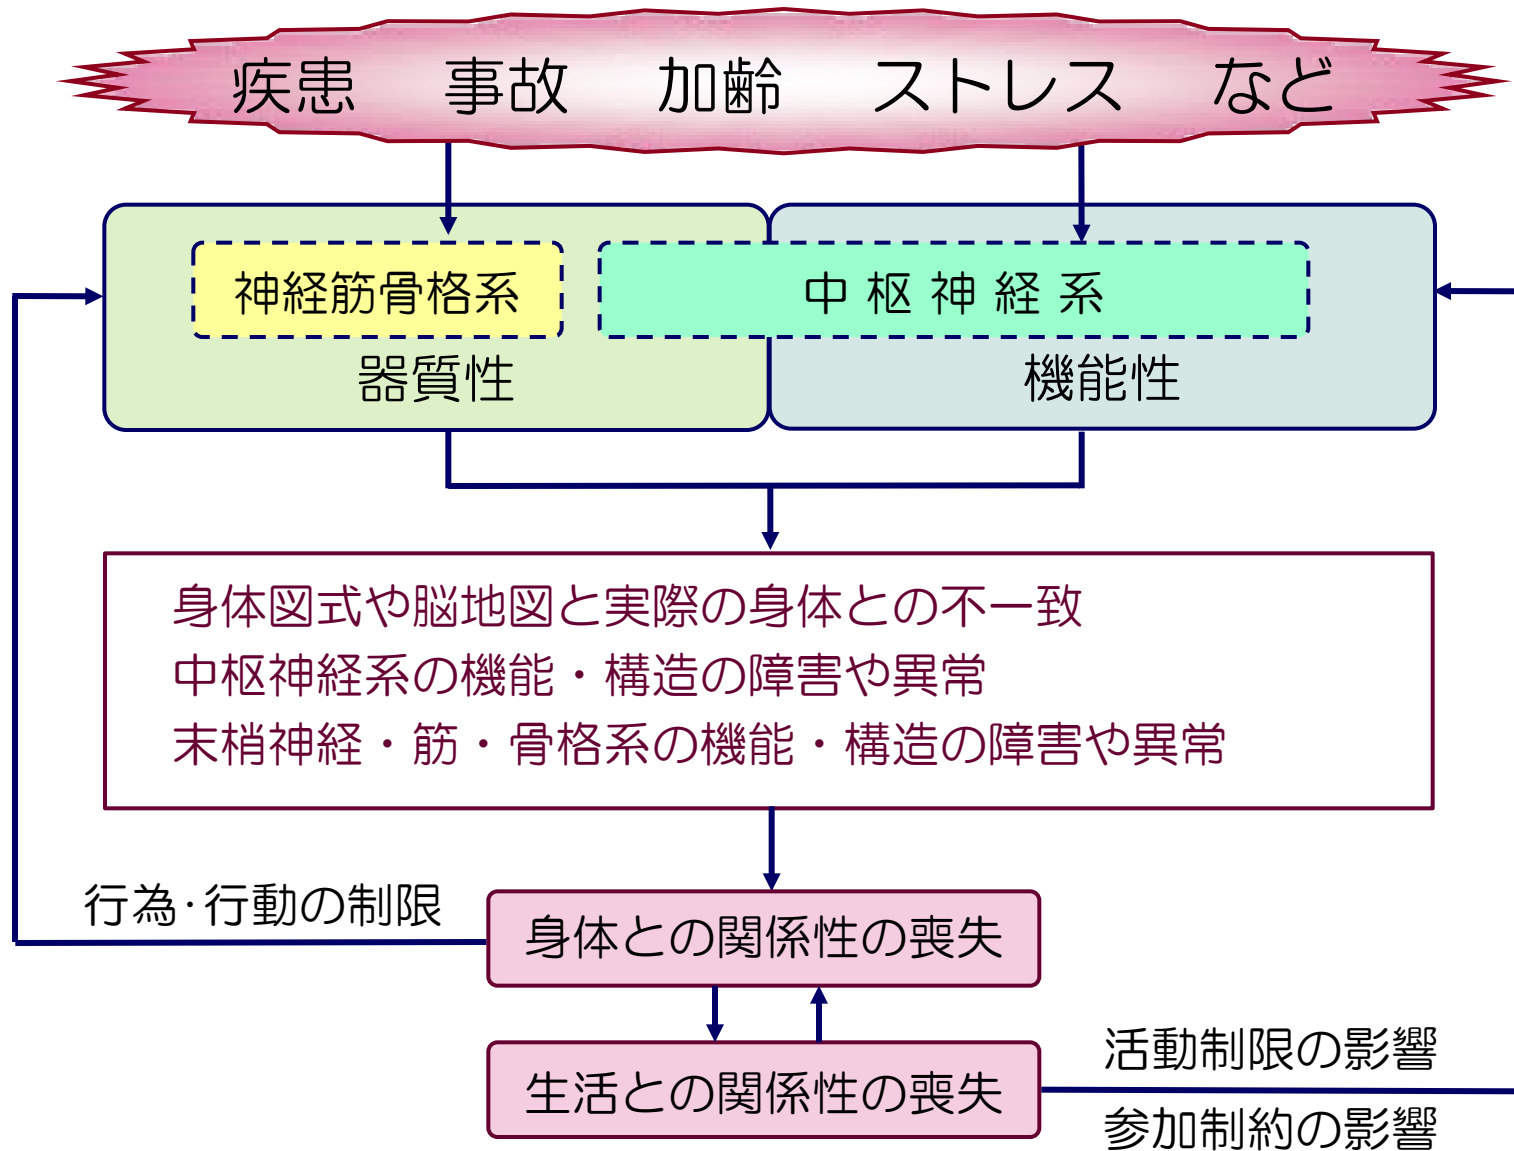 疾患　事故　加齢　ストレス　など
神経筋骨格系
中枢神経系
器質性
機能性
身体図式や脳地図と実際の身体との不一致
中枢神経系の機能・構造の障害や異常
末梢神経・筋・骨格系の機能・構造の障害や異常
行為・行動の制限
身体との関係性の喪失
生活との関係性の喪失
活動制限の影響
参加制約の影響